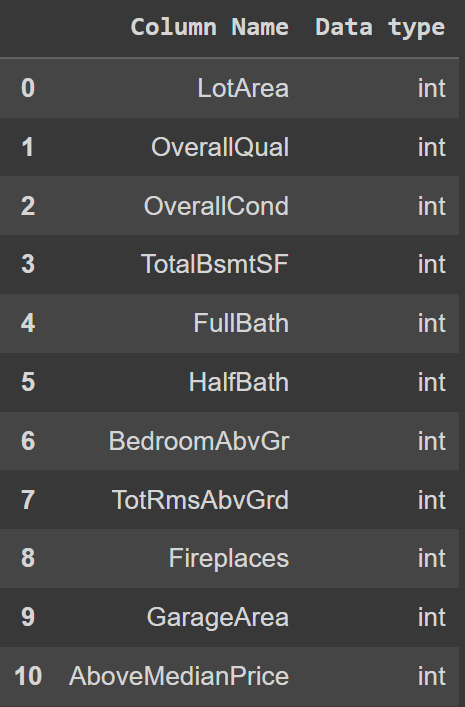 Column Name Data type
0 LotArea int
1 OverallQual int
2 OverallCond int
3 TotalBsmtSF int
4 FullBath int
5 HalfBath int
6 BedroomAbvGr int
7 TotRmsAbvGrd int
8 Fireplaces int
9 GarageArea int
10 AboveMedianPrice int